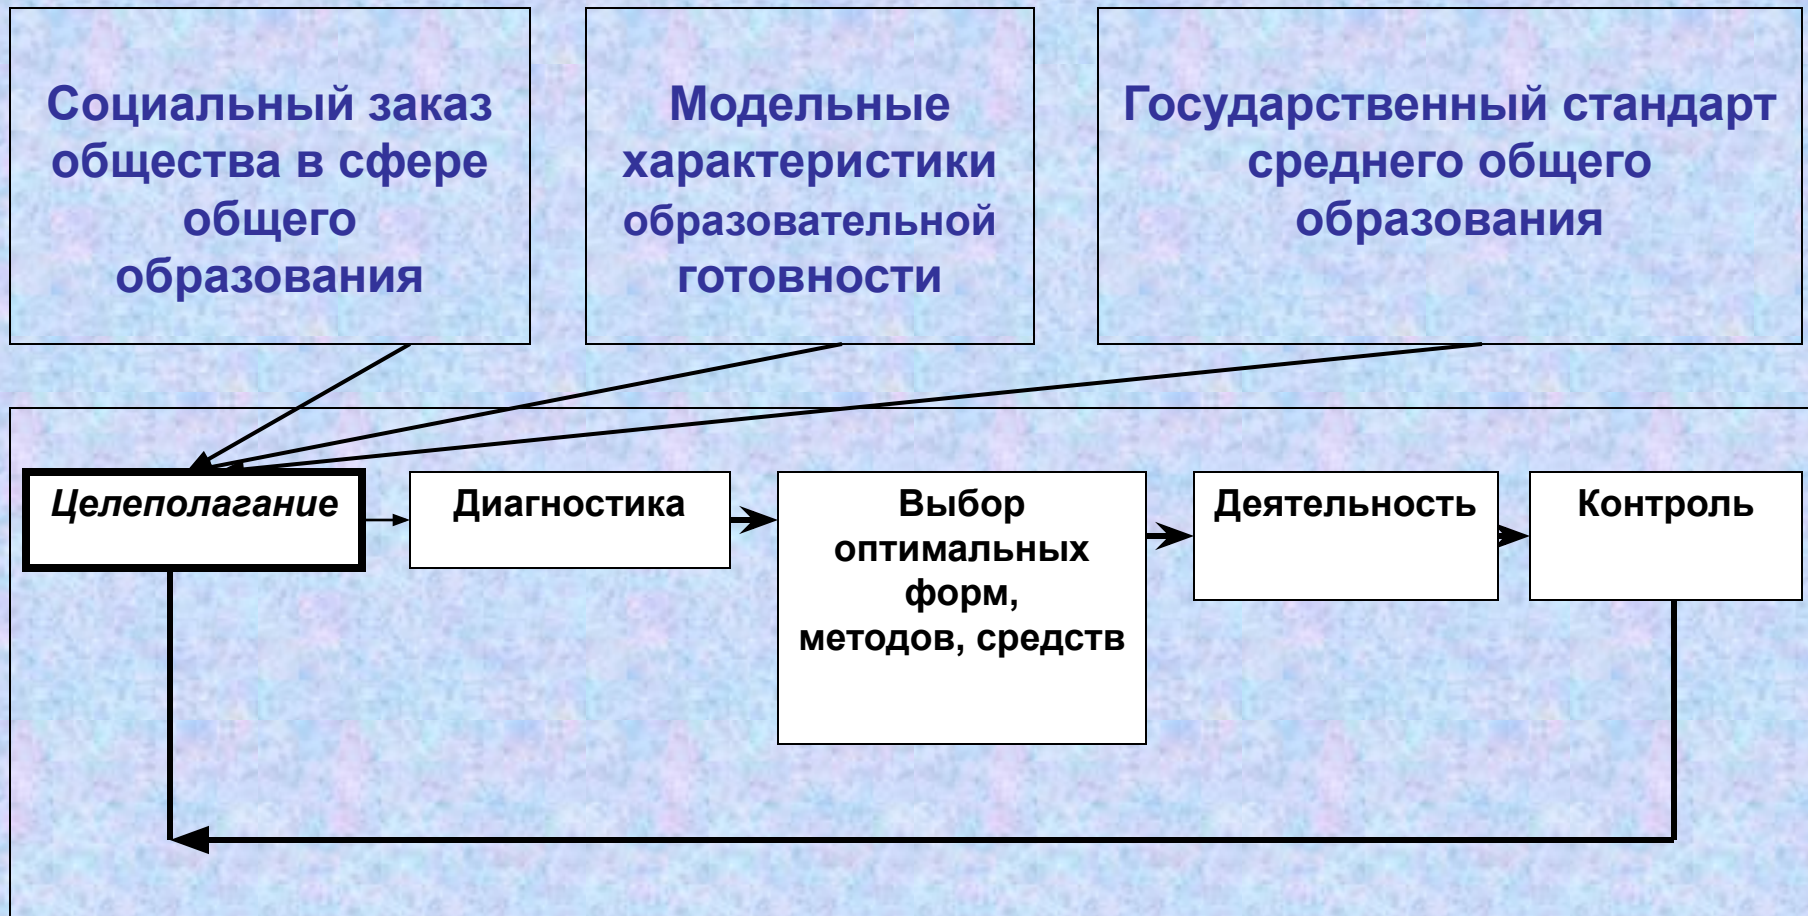 Социальный заказ
общества в сфере
общего
образования
Модельные
характеристики
образовательной
готовности
Государственный стандарт
среднего общего
образования
Целеполагание
Диагностика
Выбор
оптимальных
форм,
методов, средств
Деятельность
Контроль